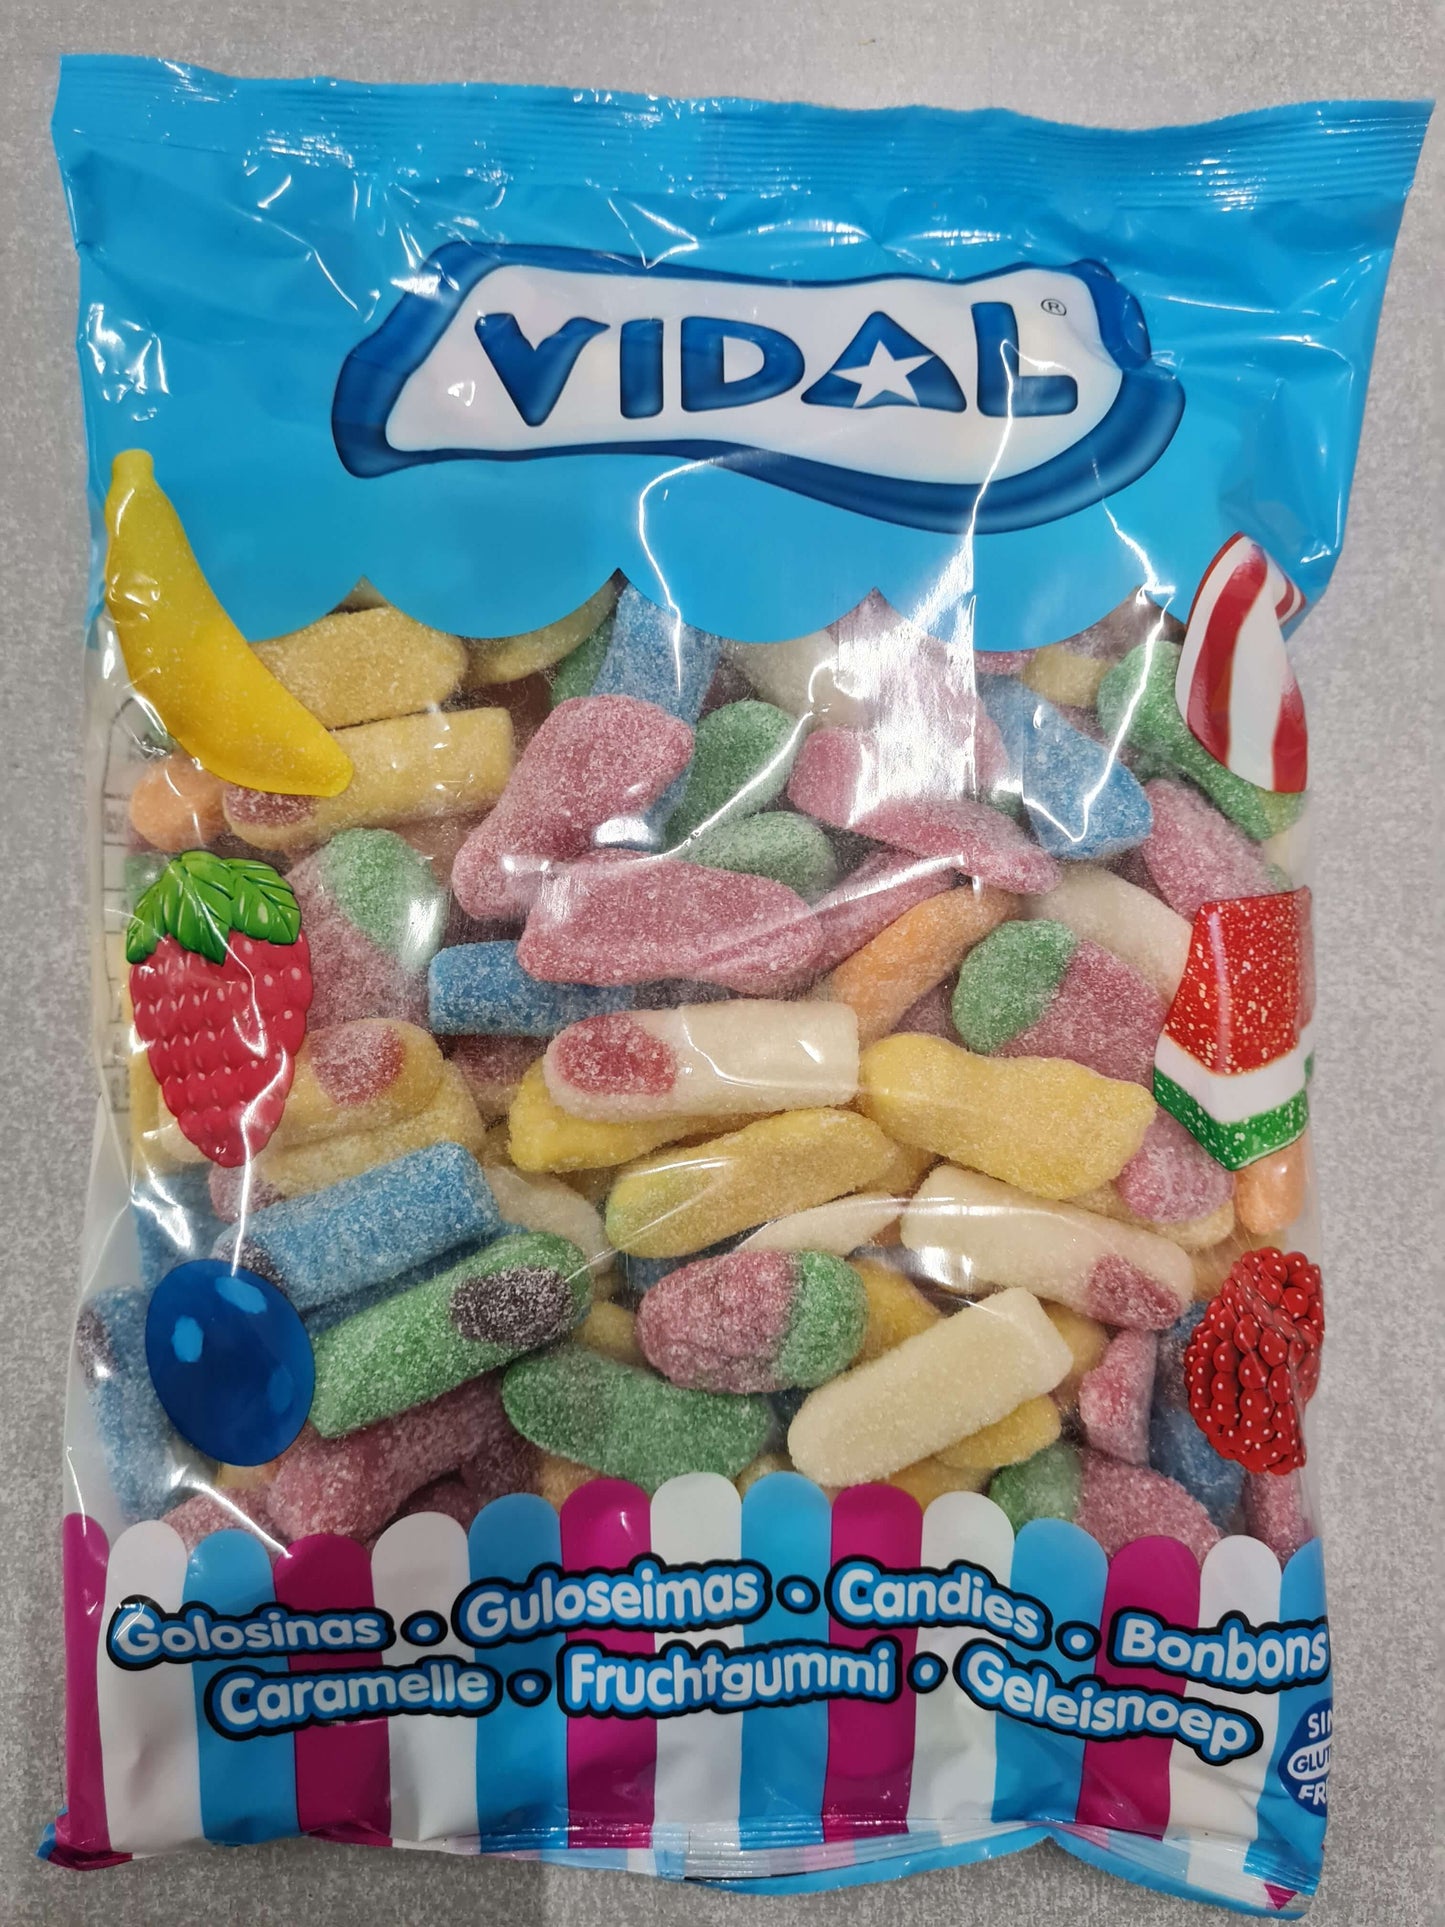 VIDAL®
Golosinas • Guloseimas • Candies • Bonbons
Caramelle • Fruchtgummi • Geleisnoep